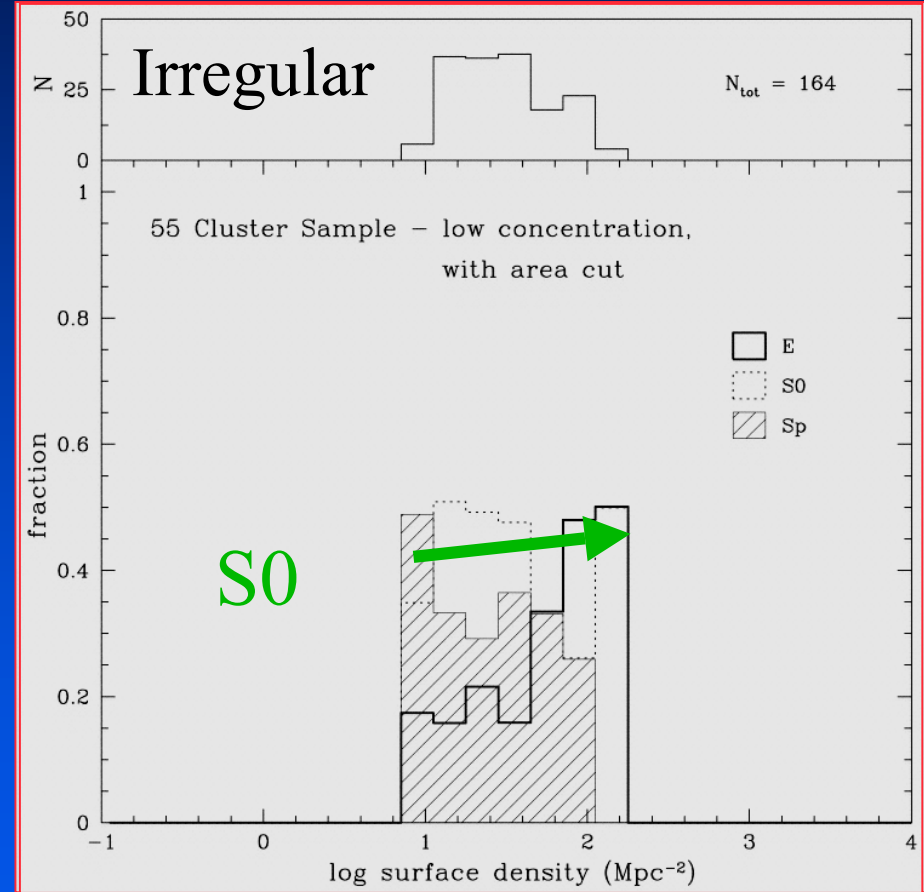 50
Irregular
N
25
N_tot = 164
0
1
55 Cluster Sample − low concentration,
with area cut
0.8
E
S0
Sp
0.6
fraction
0.4
S0
0.2
0
−1 0 1 2 3 4
log surface density (Mpc⁻²)